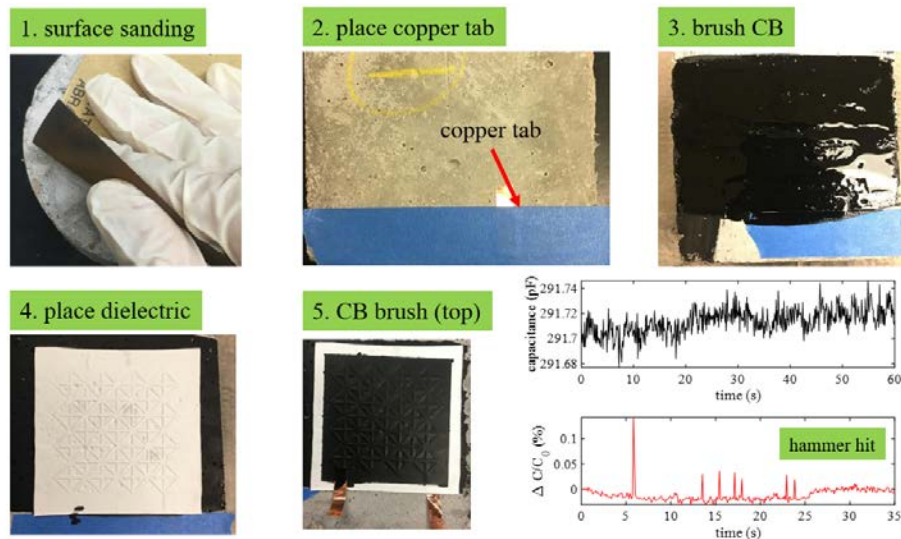 1. surface sanding
2. place copper tab
3. brush CB
copper tab
4. place dielectric
5. CB brush (top)
capacitance (pF)
291.74
291.72
291.7
291.68
0 10 20 30 40 50 60
time (s)
Δ C/C0 (%)
0.1
0.05
0
hammer hit
0 5 10 15 20 25 30 35
time (s)